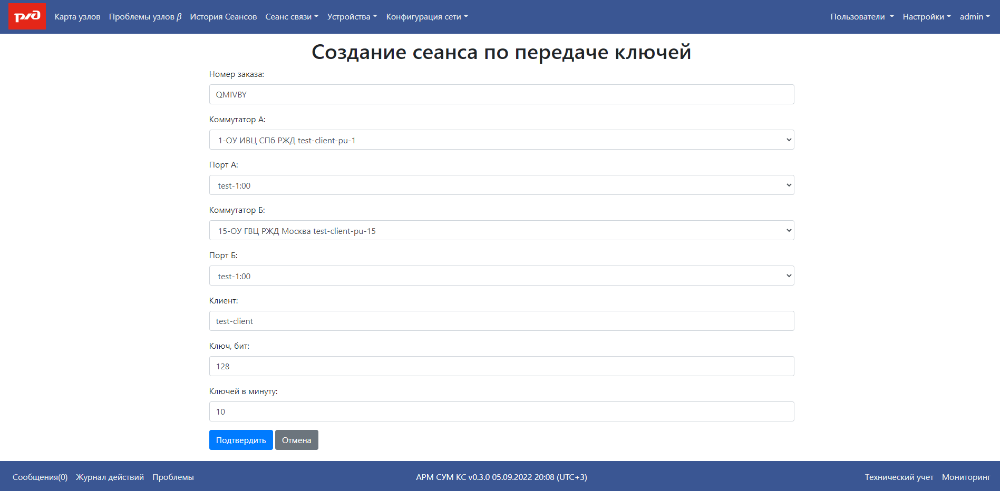 ржд Карта узлов Проблемы узлов β История Сеансов Сеанс связи Устройства Конфигурация сети Пользователи Настройки admin
Создание сеанса по передаче ключей
Номер заказа:
QMIVBY
Коммутатор А:
1-ОУ ИВЦ СПб РЖД test-client-pu-1
Порт А:
test-1:00
Коммутатор Б:
15-ОУ ГВЦ РЖД Москва test-client-pu-15
Порт Б:
test-1:00
Клиент:
test-client
Ключ, бит:
128
Ключей в минуту:
10
Подтвердить Отмена
Сообщения(0) Журнал действий Проблемы АРМ СУМ КС v0.3.0 05.09.2022 20:08 (UTC+3) Технический учет Мониторинг